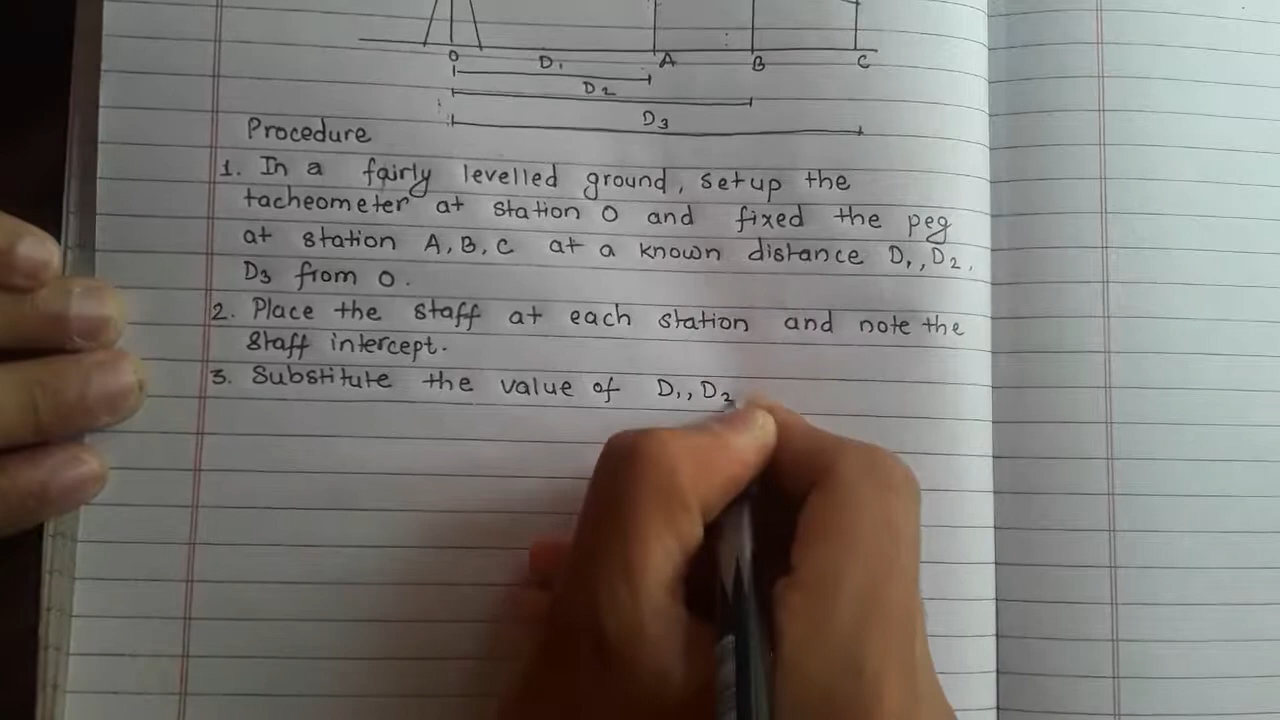 O D₁ A B C
D₂
D₃
Procedure
1. In a fairly levelled ground, setup the
tacheometer at station O and fixed the peg
at station A, B, C at a known distance D₁, D₂,
D₃ from O.
2. Place the staff at each station and note the
staff intercept.
3. Substitute the value of D₁, D₂